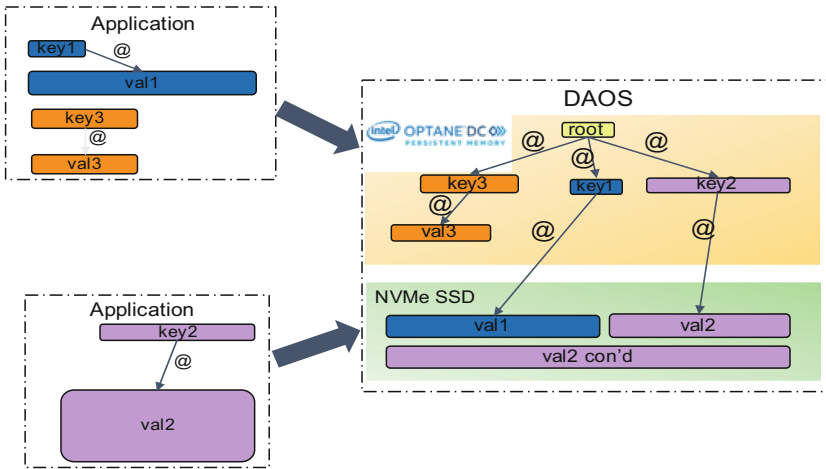 Application
key1
@
val1
key3
@
val3
Application
key2
@
val2
DAOS
intel OPTANE DC
PERSISTENT MEMORY
root
@ @ @
key3 key1 key2
@
val3
@ @
NVMe SSD
val1 val2
val2 con’d